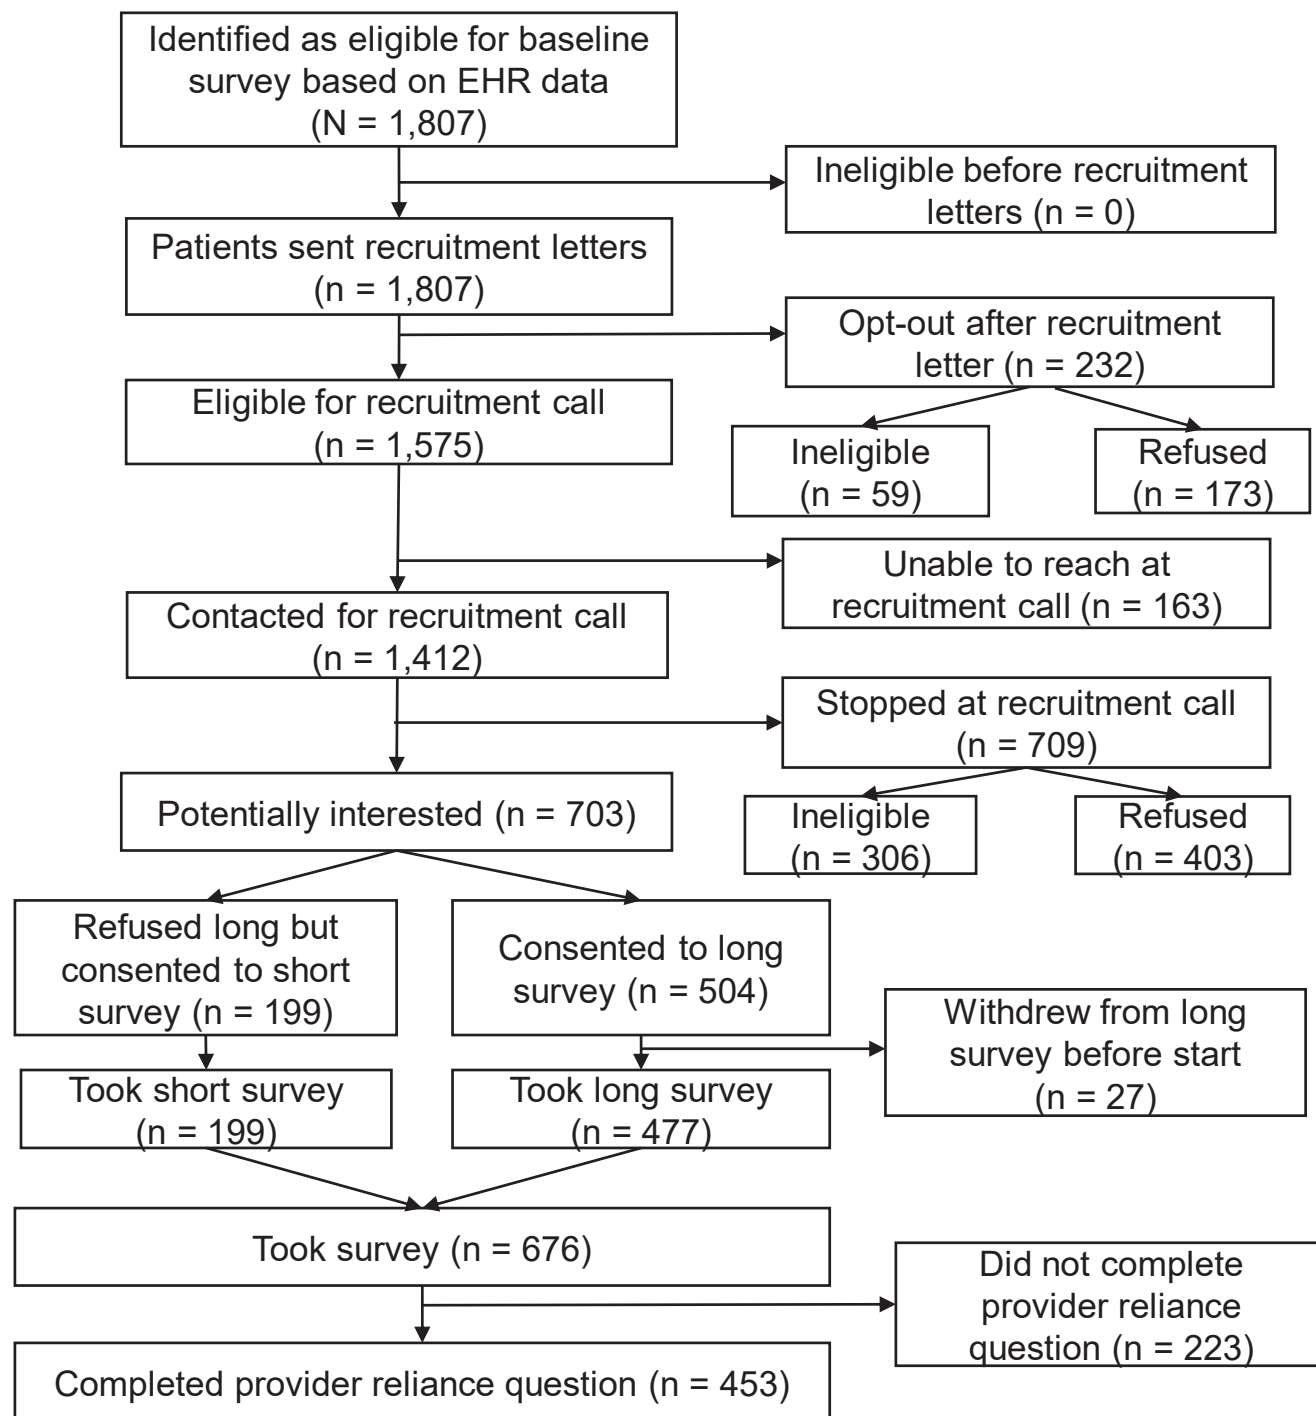 Identified as eligible for baseline
survey based on EHR data
(N = 1,807)
Ineligible before recruitment
letters (n = 0)
Patients sent recruitment letters
(n = 1,807)
Opt-out after recruitment
letter (n = 232)
Eligible for recruitment call
(n = 1,575)
Ineligible
(n = 59)
Refused
(n = 173)
Unable to reach at
recruitment call (n = 163)
Contacted for recruitment call
(n = 1,412)
Stopped at recruitment call
(n = 709)
Potentially interested (n = 703)
Ineligible
(n = 306)
Refused
(n = 403)
Refused long but
consented to short
survey (n = 199)
Consented to long
survey (n = 504)
Withdrew from long
survey before start
(n = 27)
Took short survey
(n = 199)
Took long survey
(n = 477)
Took survey (n = 676)
Did not complete
provider reliance
question (n = 223)
Completed provider reliance question (n = 453)